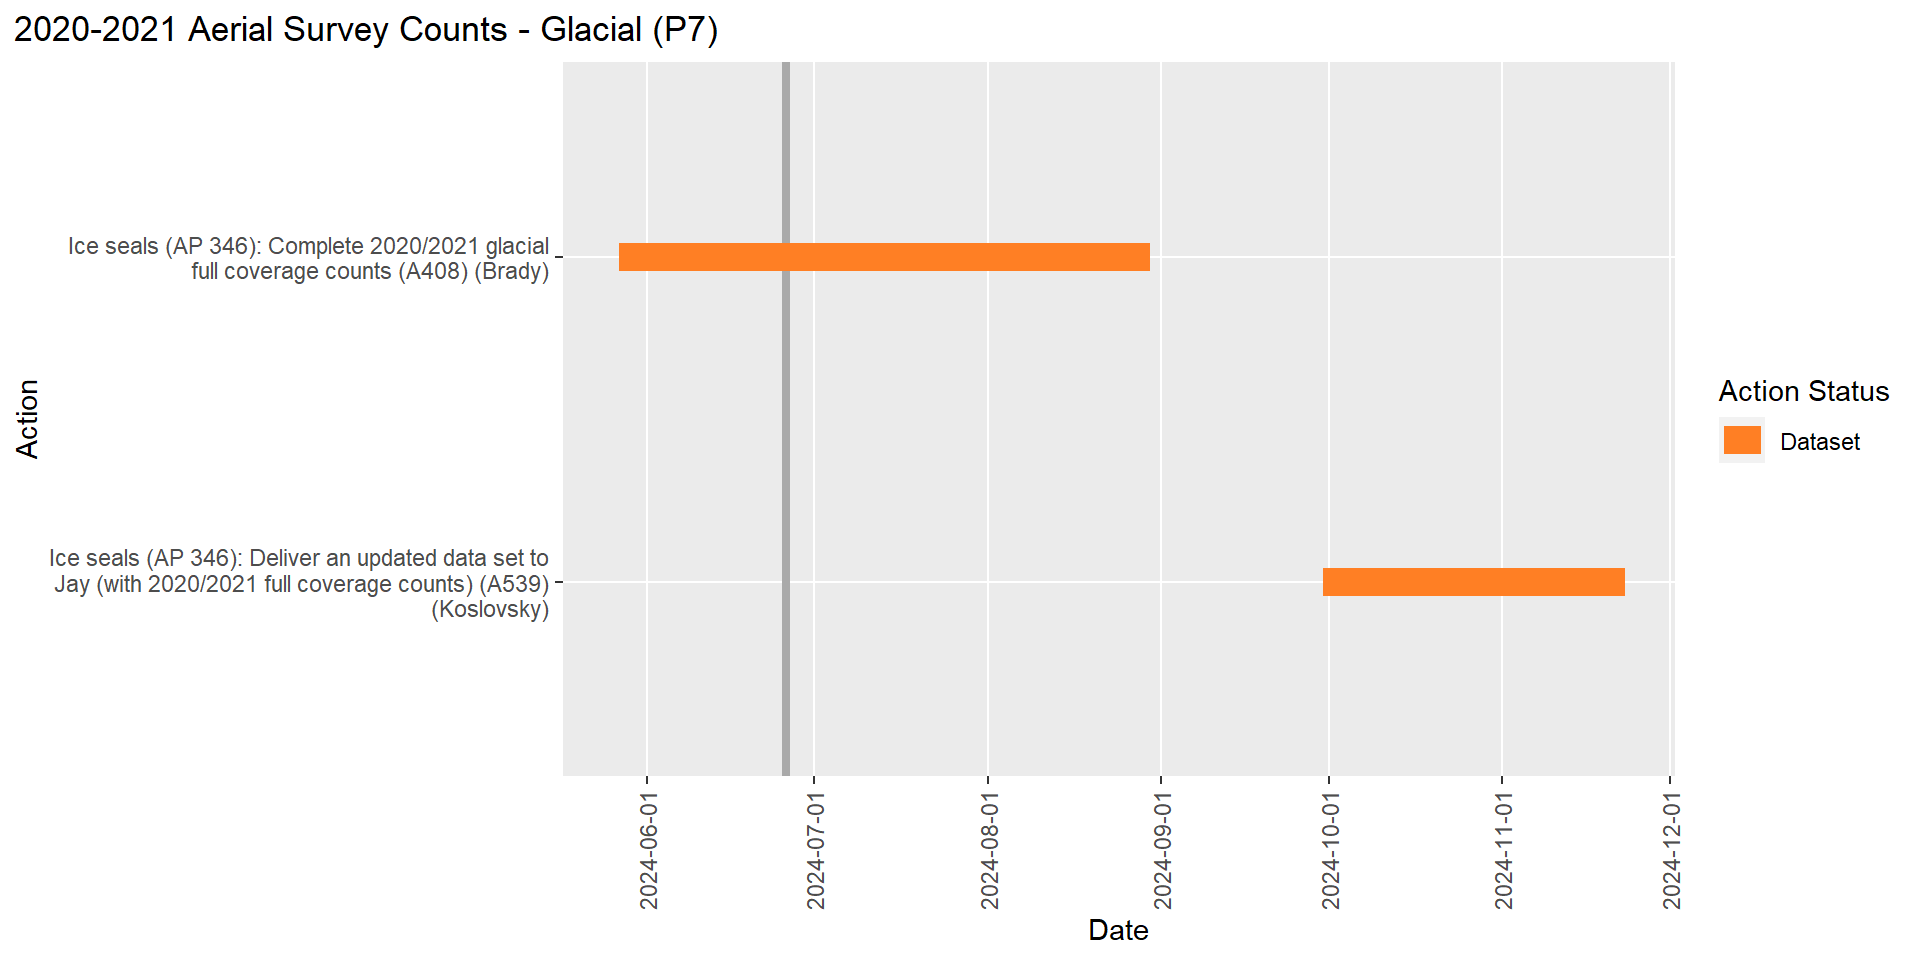 2020-2021 Aerial Survey Counts - Glacial (P7)
Action
Ice seals (AP 346): Complete 2020/2021 glacial
full coverage counts (A408) (Brady)
Ice seals (AP 346): Deliver an updated data set to
Jay (with 2020/2021 full coverage counts) (A539)
(Koslovsky)
2024-06-01
2024-07-01
2024-08-01
2024-09-01
2024-10-01
2024-11-01
2024-12-01
Date
Action Status
Dataset